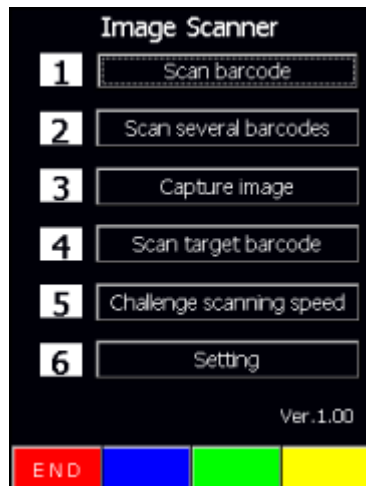 Image Scanner
1 Scan barcode
2 Scan several barcodes
3 Capture image
4 Scan target barcode
5 Challenge scanning speed
6 Setting
Ver.1.00
END